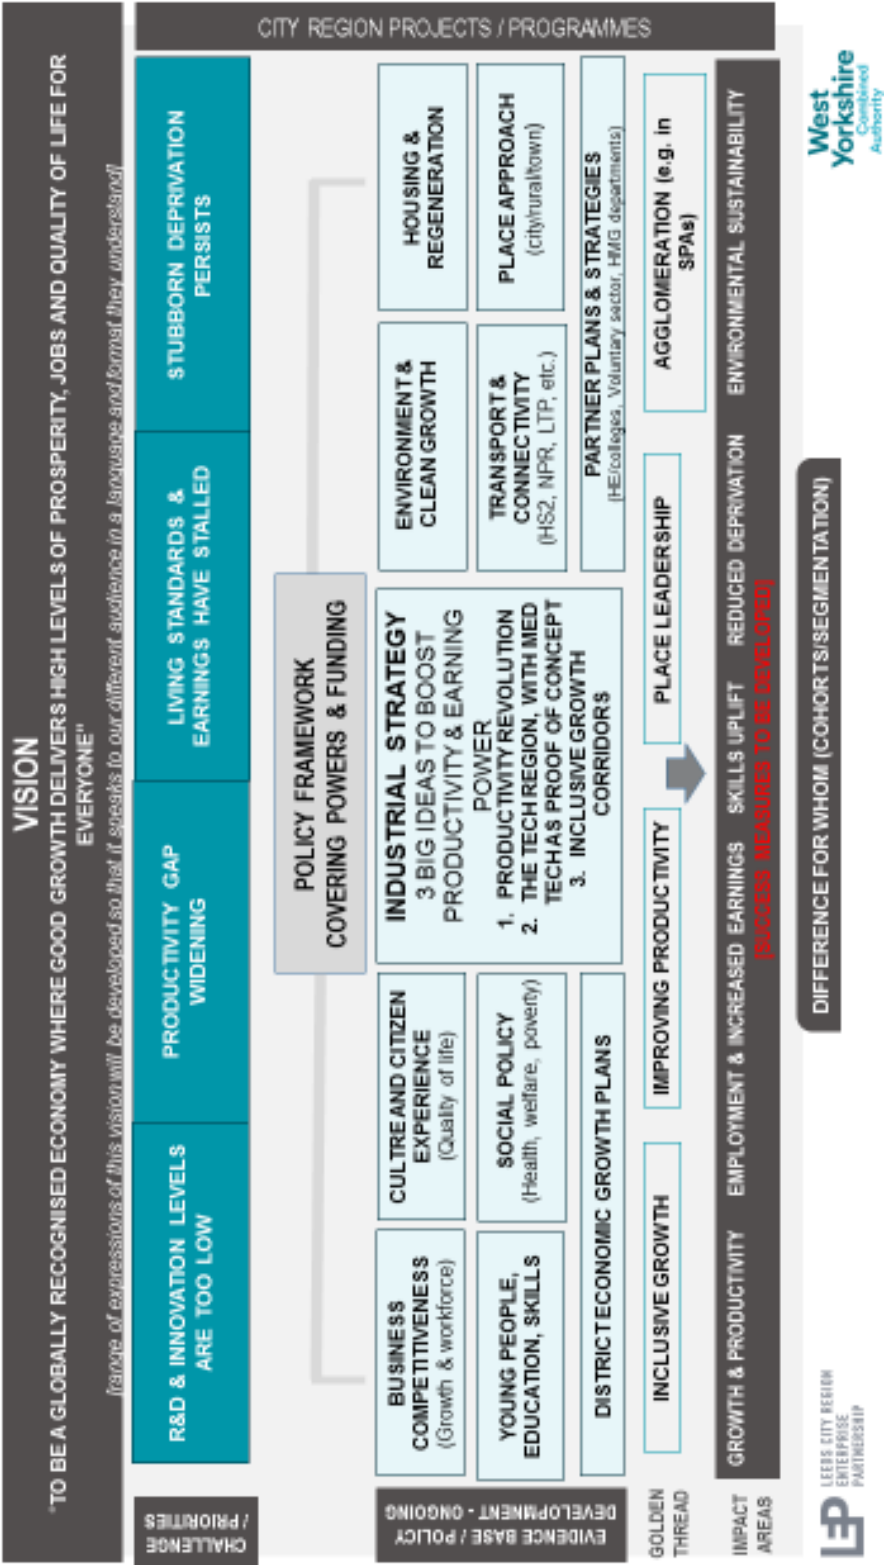 VISION
"TO BE A GLOBALLY RECOGNISED ECONOMY WHERE GOOD GROWTH DELIVERS HIGH LEVELS OF PROSPERITY, JOBS AND QUALITY OF LIFE FOR
EVERYONE"
[range of expressions of this vision will be developed so that it speaks to our different audience in a language and format they understand]
CHALLENGE
/ PRIORITIES
R&D & INNOVATION LEVELS
ARE TOO LOW
PRODUCTIVITY GAP
WIDENING
LIVING STANDARDS &
EARNINGS HAVE STALLED
STUBBORN DEPRIVATION
PERSISTS
CITY REGION PROJECTS / PROGRAMMES
POLICY FRAMEWORK
COVERING POWERS & FUNDING
EVIDENCE BASE / POLICY
DEVELOPMNENT - ONGOING
BUSINESS
COMPETITIVENESS
(Growth & workforce)
CULTRE AND CITIZEN
EXPERIENCE
(Quality of life)
INDUSTRIAL STRATEGY
3 BIG IDEAS TO BOOST
PRODUCTIVITY & EARNING
POWER
1. PRODUCTIVITY REVOLUTION
2. THE TECH REGION, WITH MED
TECH AS PROOF OF CONCEPT
3. INCLUSIVE GROWTH
CORRIDORS
ENVIRONMENT &
CLEAN GROWTH
HOUSING &
REGENERATION
YOUNG PEOPLE,
EDUCATION, SKILLS
SOCIAL POLICY
(Health, welfare, poverty)
TRANSPORT &
CONNECTIVITY
(HS2, NPR, LTP, etc.)
PLACE APPROACH
(city/rural/town)
DISTRICT ECONOMIC GROWTH PLANS
PARTNER PLANS & STRATEGIES
(HE/colleges, Voluntary sector, HMG departments)
GOLDEN
THREAD
INCLUSIVE GROWTH
IMPROVING PRODUCTIVITY
PLACE LEADERSHIP
AGGLOMERATION (e.g. in
SPAs)
IMPACT
AREAS
GROWTH & PRODUCTIVITY EMPLOYMENT & INCREASED EARNINGS SKILLS UPLIFT REDUCED DEPRIVATION ENVIRONMENTAL SUSTAINABILITY
[SUCCESS MEASURES TO BE DEVELOPED]
DIFFERENCE FOR WHOM (COHORTS/SEGMENTATION)
LEP
LEEDS CITY REGION
ENTERPRISE
PARTNERSHIP
West
Yorkshire
Combined
Authority